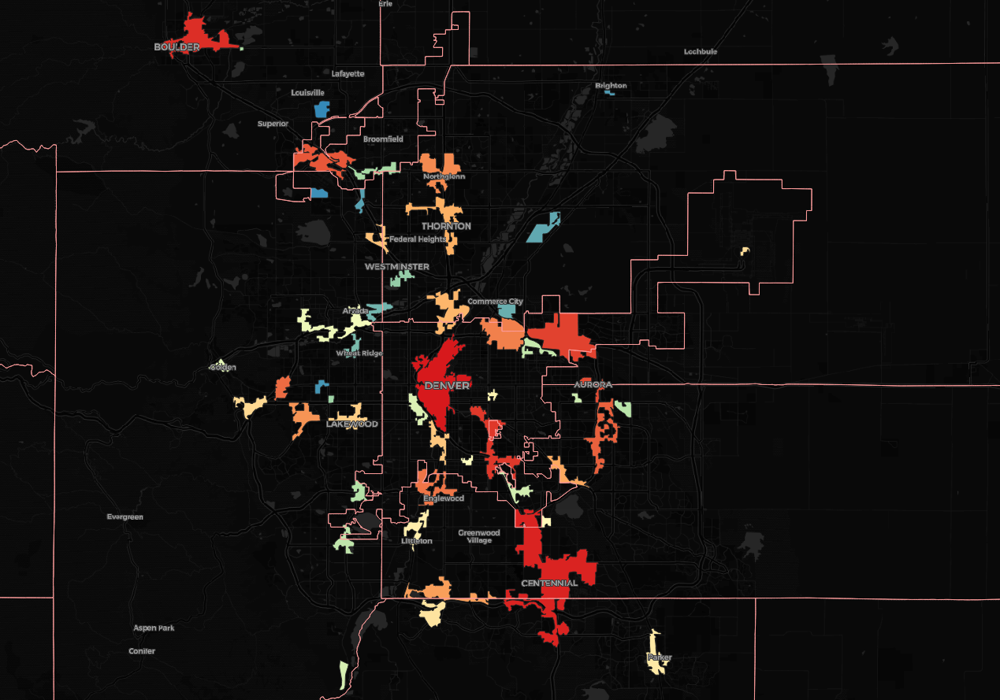 Erie
BOULDER
Lochbuie
Lafayette
Brighton
Louisville
Superior
Broomfield
Northglenn
THORNTON
Federal Heights
WESTMINSTER
Commerce City
Arvada
Wheat Ridge
Golden
DENVER
AURORA
LAKEWOOD
Englewood
Evergreen
Greenwood
Village
Littleton
CENTENNIAL
Aspen Park
Conifer
Parker